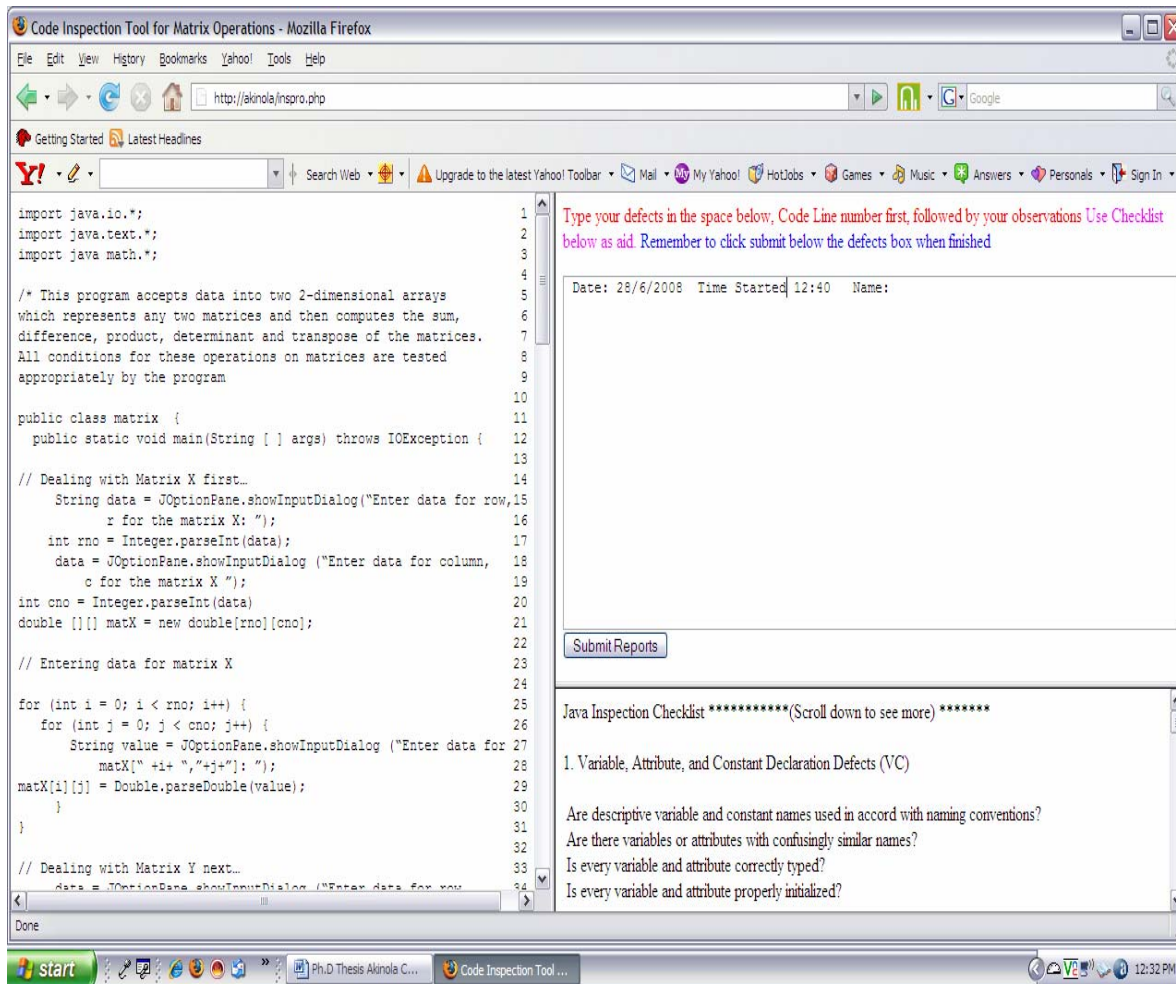 Code Inspection Tool for Matrix Operations - Mozilla Firefox
File Edit View History Bookmarks Yahoo! Tools Help
http://akinola/inspro.php
G Google
Getting Started Latest Headlines
Y! Search Web Upgrade to the latest Yahoo! Toolbar Mail My My Yahoo! HotJobs Games Music Answers Personals Sign In
import java.io.*; 1
import java.text.*; 2
import java math.*; 3
4
/* This program accepts data into two 2-dimensional arrays 5
which represents any two matrices and then computes the sum, 6
difference, product, determinant and transpose of the matrices. 7
All conditions for these operations on matrices are tested 8
appropriately by the program 9
10
public class matrix { 11
public static void main(String [ ] args) throws IOException { 12
13
// Dealing with Matrix X first… 14
String data = JOptionPane.showInputDialog(“Enter data for row, 15
r for the matrix X: ”); 16
int rno = Integer.parseInt(data); 17
data = JOptionPane.showInputDialog (“Enter data for column, 18
c for the matrix X ”); 19
int cno = Integer.parseInt(data) 20
double [][] matX = new double[rno][cno]; 21
22
// Entering data for matrix X 23
24
for (int i = 0; i < rno; i++) { 25
for (int j = 0; j < cno; j++) { 26
String value = JOptionPane.showInputDialog (“Enter data for 27
matX[“ +i+ “,”+j+”]: ”); 28
matX[i][j] = Double.parseDouble(value); 29
} 30
} 31
32
// Dealing with Matrix Y next… 33
data = JOptionPane.showInputDialog (“Enter data for row 34
Type your defects in the space below, Code Line number first, followed by your observations Use Checklist
below as aid. Remember to click submit below the defects box when finished
Date: 28/6/2008 Time Started 12:40 Name:
Submit Reports
Java Inspection Checklist ***********(Scroll down to see more) *******
1. Variable, Attribute, and Constant Declaration Defects (VC)
Are descriptive variable and constant names used in accord with naming conventions?
Are there variables or attributes with confusingly similar names?
Is every variable and attribute correctly typed?
Is every variable and attribute properly initialized?
Done
start Ph.D Thesis Akinola C... Code Inspection Tool ... 12:32 PM